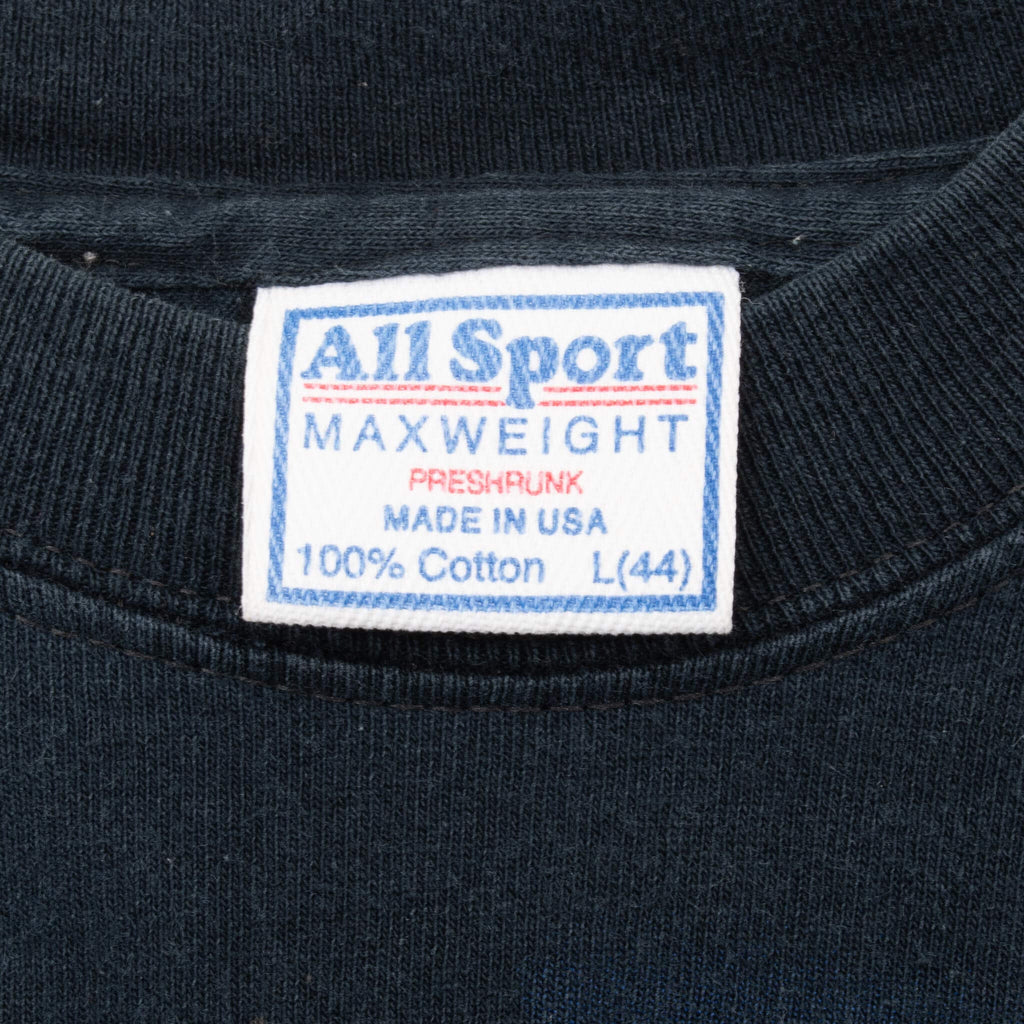 All Sport
MAXWEIGHT
PRESHRUNK
MADE IN USA
100% Cotton L(44)